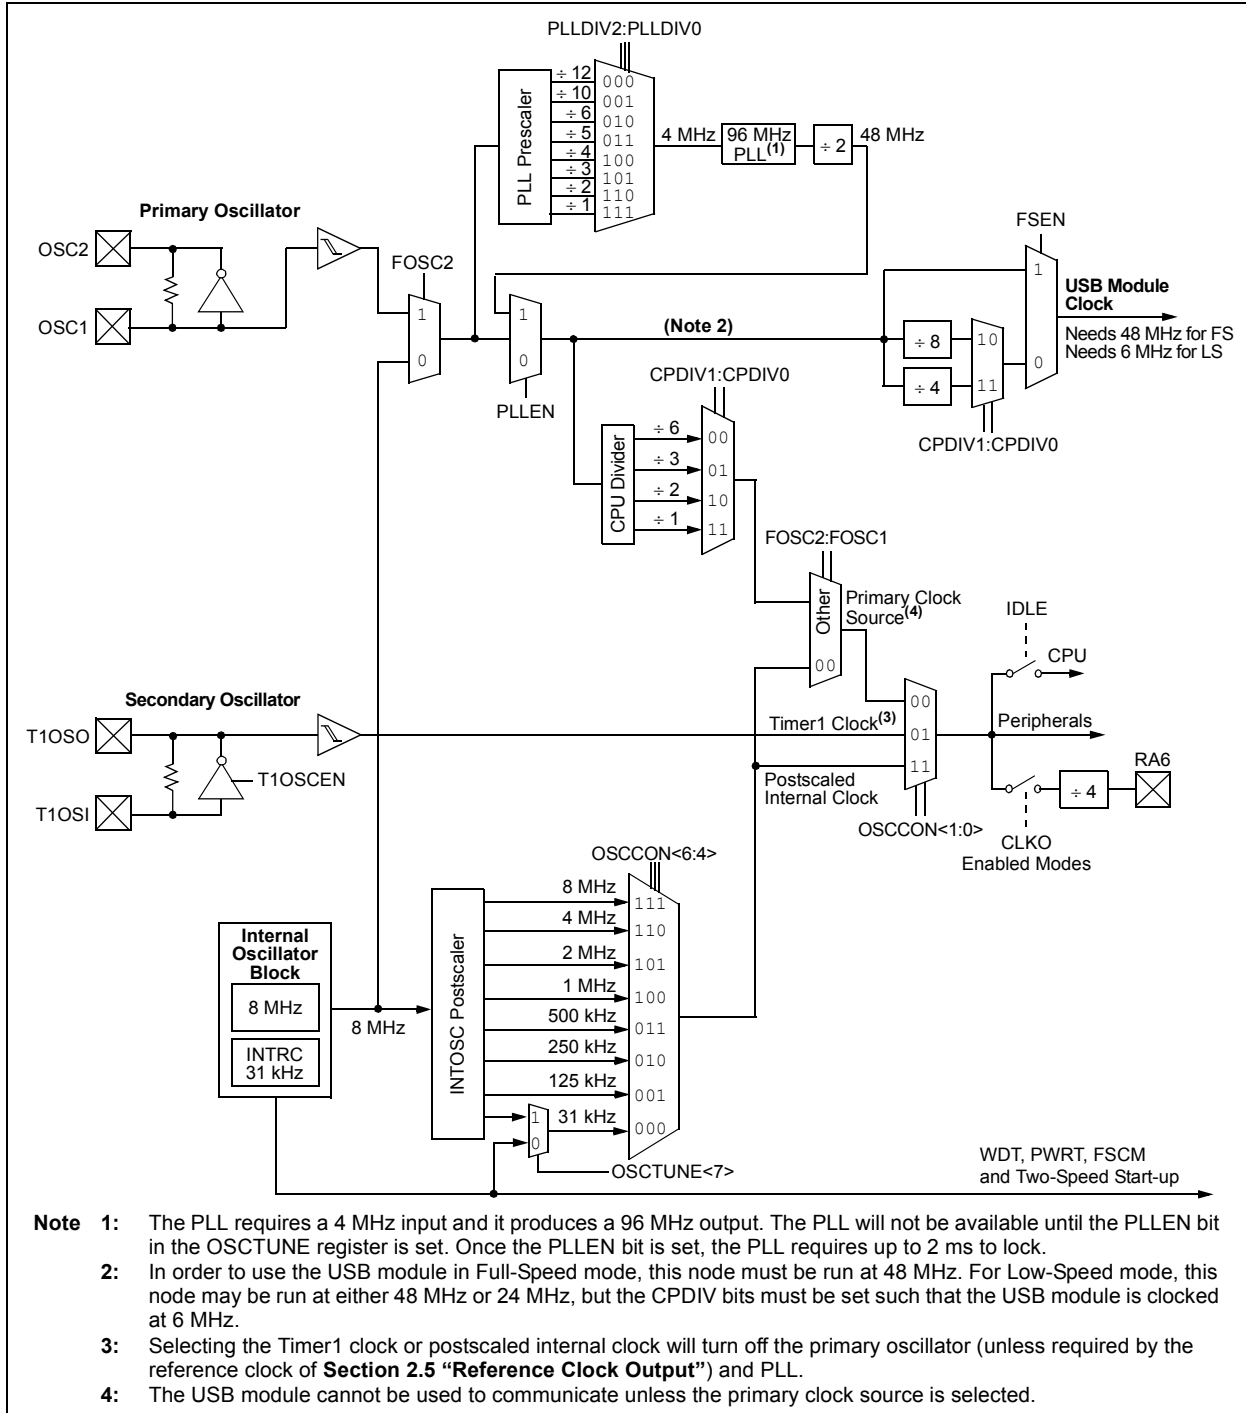 PLLDIV2:PLLDIV0
PLL Prescaler
÷ 12
÷ 10
÷ 6
÷ 5
÷ 4
÷ 3
÷ 2
÷ 1
000
001
010
011
100
101
110
111
4 MHz
96 MHz
PLL(1)
÷ 2
48 MHz
Primary Oscillator
OSC2
OSC1
FOSC2
1
0
1
0
PLLEN
(Note 2)
FSEN
1
0
USB Module
Clock
Needs 48 MHz for FS
Needs 6 MHz for LS
÷ 8
÷ 4
10
11
CPDIV1:CPDIV0
CPDIV1:CPDIV0
CPU Divider
÷ 6
÷ 3
÷ 2
÷ 1
00
01
10
11
FOSC2:FOSC1
Other
00
Primary Clock
Source(4)
IDLE
CPU
Secondary Oscillator
T1OSO
T1OSI
T1OSCEN
Timer1 Clock(3)
Postscaled
Internal Clock
00
01
11
OSCCON<1:0>
Peripherals
RA6
÷ 4
CLKO
Enabled Modes
OSCCON<6:4>
Internal
Oscillator
Block
8 MHz
INTRC
31 kHz
8 MHz
INTOSC Postscaler
8 MHz
4 MHz
2 MHz
1 MHz
500 kHz
250 kHz
125 kHz
31 kHz
111
110
101
100
011
010
001
000
1
0
OSCTUNE<7>
WDT, PWRT, FSCM
and Two-Speed Start-up
Note 1: The PLL requires a 4 MHz input and it produces a 96 MHz output. The PLL will not be available until the PLLEN bit
in the OSCTUNE register is set. Once the PLLEN bit is set, the PLL requires up to 2 ms to lock.
2: In order to use the USB module in Full-Speed mode, this node must be run at 48 MHz. For Low-Speed mode, this
node may be run at either 48 MHz or 24 MHz, but the CPDIV bits must be set such that the USB module is clocked
at 6 MHz.
3: Selecting the Timer1 clock or postscaled internal clock will turn off the primary oscillator (unless required by the
reference clock of Section 2.5 “Reference Clock Output”) and PLL.
4: The USB module cannot be used to communicate unless the primary clock source is selected.